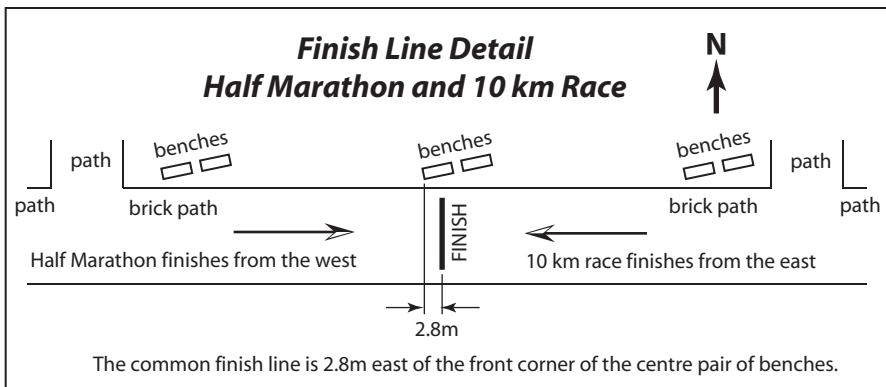 Finish Line Detail
Half Marathon and 10 km Race
N
benches
benches
benches
path
path
path
brick path
brick path
path
FINISH
Half Marathon finishes from the west
10 km race finishes from the east
2.8m
The common finish line is 2.8m east of the front corner of the centre pair of benches.